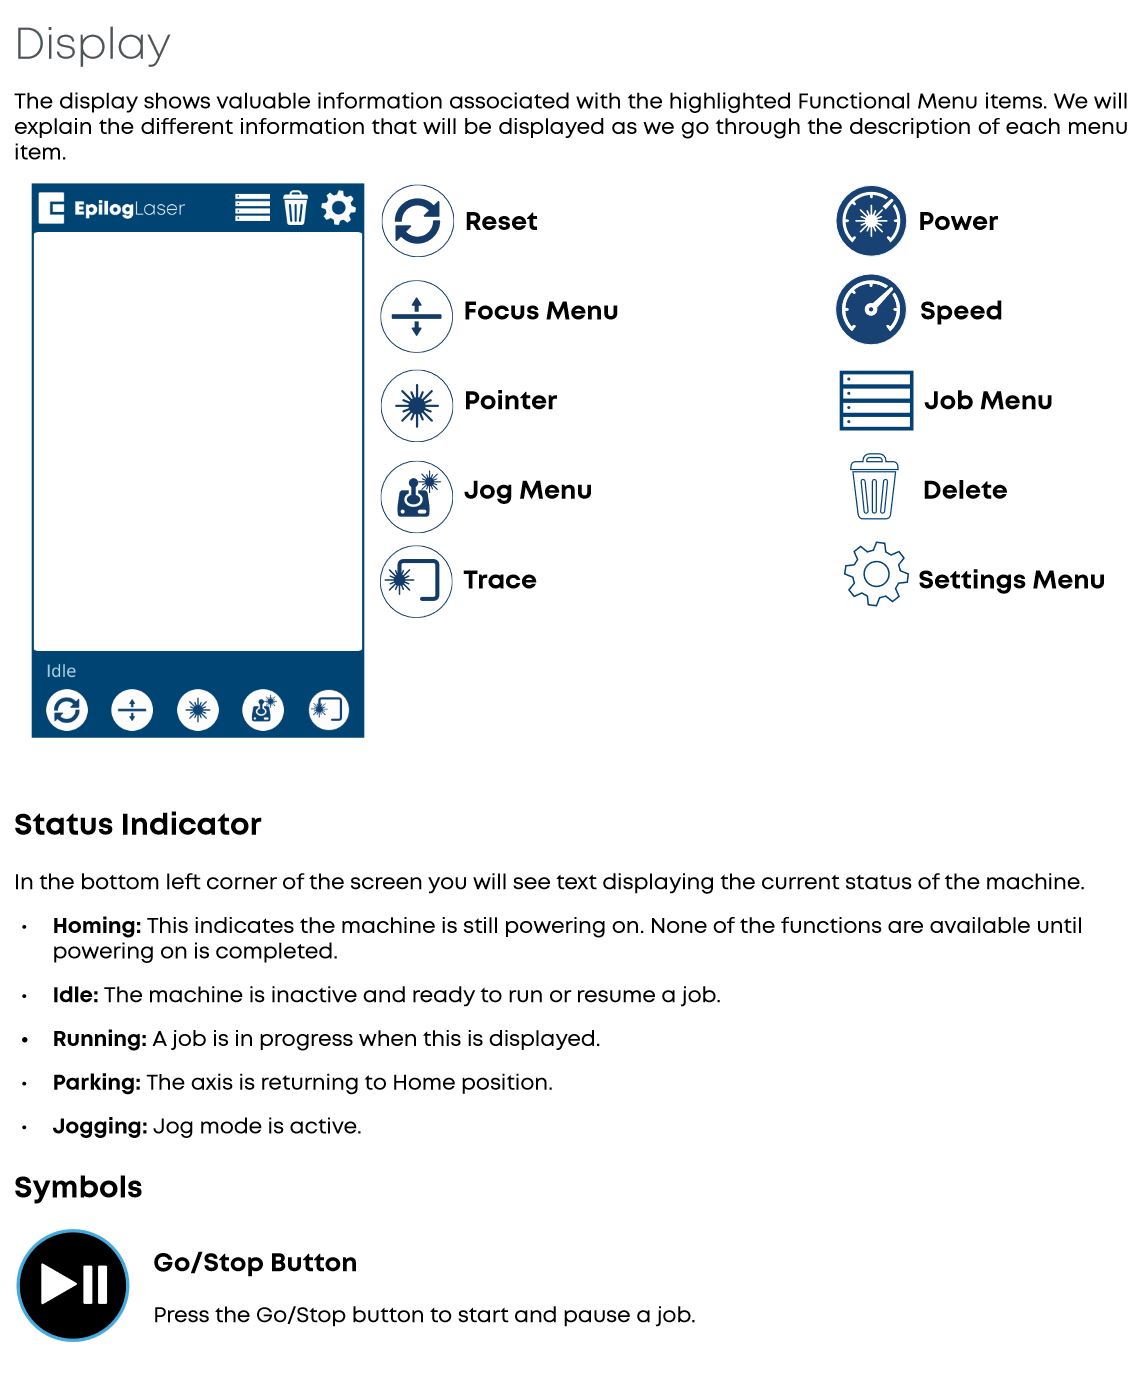 Display
The display shows valuable information associated with the highlighted Functional Menu items. We will
explain the different information that will be displayed as we go through the description of each menu
item.
EpilogLaser
Idle
Reset
Focus Menu
Pointer
Jog Menu
Trace
Power
Speed
Job Menu
Delete
Settings Menu
Status Indicator
In the bottom left corner of the screen you will see text displaying the current status of the machine.
• Homing: This indicates the machine is still powering on. None of the functions are available until
powering on is completed.
• Idle: The machine is inactive and ready to run or resume a job.
• Running: A job is in progress when this is displayed.
• Parking: The axis is returning to Home position.
• Jogging: Jog mode is active.
Symbols
Go/Stop Button
Press the Go/Stop button to start and pause a job.